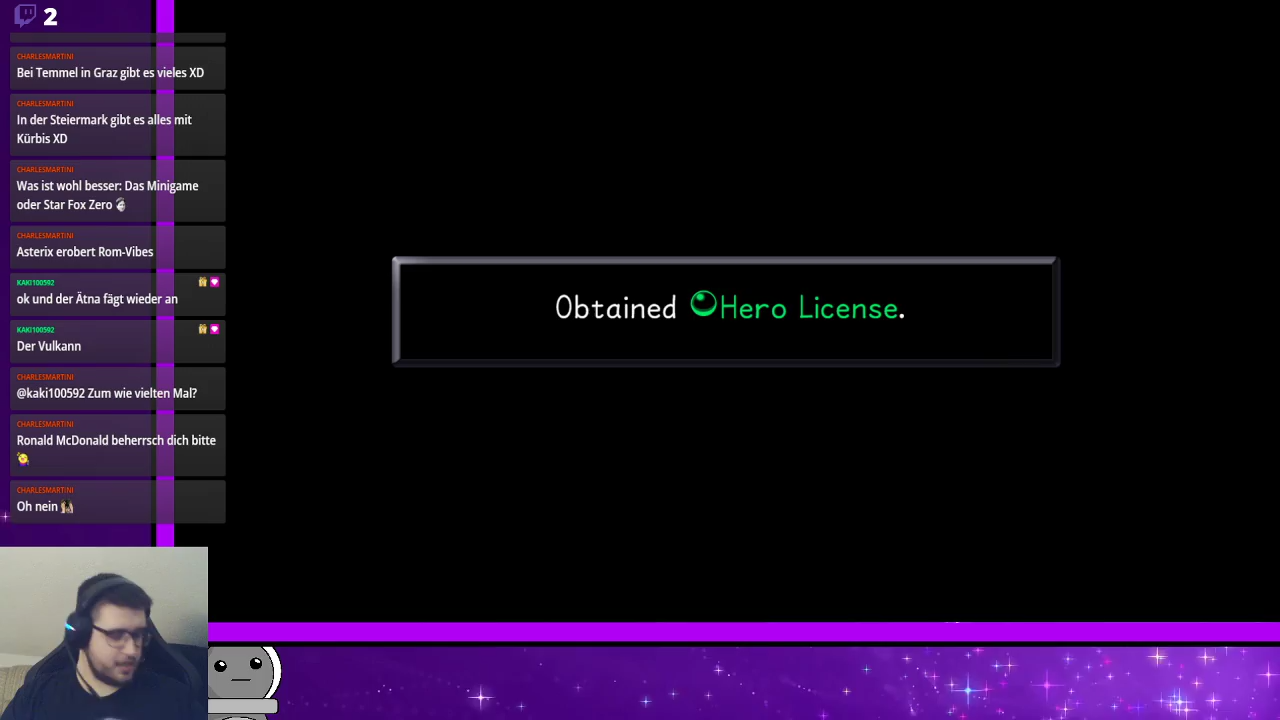 2
CHARLESMARTINI
Bei Temmel in Graz gibt es vieles XD
CHARLESMARTINI
In der Steiermark gibt es alles mit
Kürbis XD
CHARLESMARTINI
Was ist wohl besser: Das Minigame
oder Star Fox Zero
CHARLESMARTINI
Asterix erobert Rom-Vibes
KAKI100592
ok und der Ätna fägt wieder an
KAKI100592
Der Vulkann
CHARLESMARTINI
@kaki100592 Zum wie vielten Mal?
CHARLESMARTINI
Ronald McDonald beherrsch dich bitte
CHARLESMARTINI
Oh nein
Obtained Hero License.